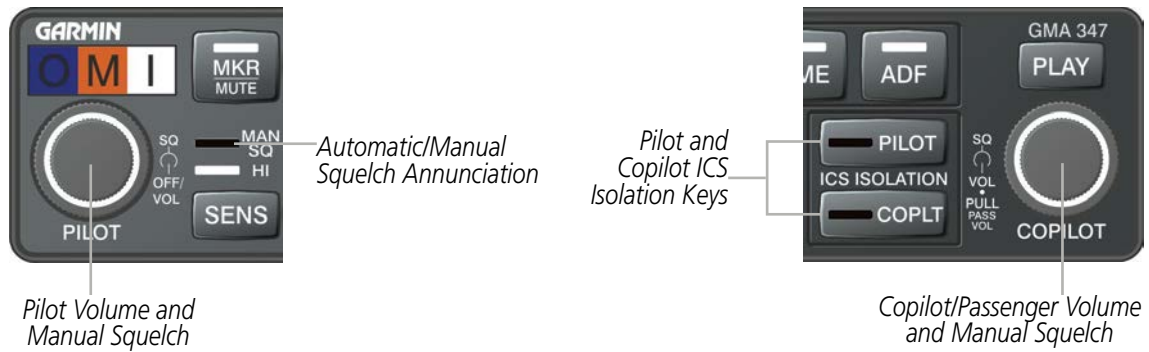 GARMIN
O M I
MKR
MUTE
SQ
MAN
SQ
OFF/
VOL
HI
SENS
PILOT
Automatic/Manual
Squelch Annunciation
Pilot Volume and
Manual Squelch
GMA 347
ME
ADF
PLAY
PILOT
ICS ISOLATION
COPLT
SQ
VOL
PULL
PASS
VOL
COPILOT
Pilot and
Copilot ICS
Isolation Keys
Copilot/Passenger Volume
and Manual Squelch